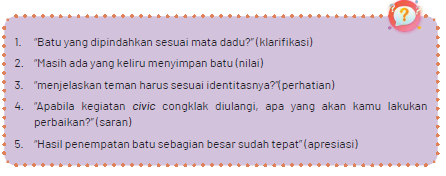 1. "Batu yang dipindahkan sesuai mata dadu?"(klarifikasi)
2. "Masih ada yang keliru menyimpan batu (nilai)
3. "menjelaskan teman harus sesuai identitasnya?"(perhatian)
4. "Apabila kegiatan civic congklak diulangi, apa yang akan kamu lakukan
perbaikan?" (saran)
5. "Hasil penempatan batu sebagian besar sudah tepat" (apresiasi)
?